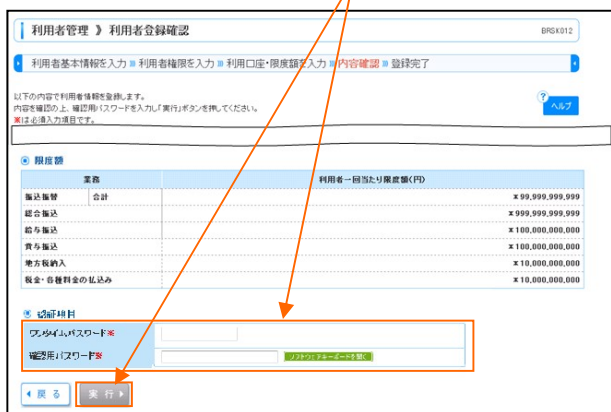 利用者管理 》 利用者登録確認
BRSK012
利用者基本情報を入力 » 利用者権限を入力 » 利用口座・限度額を入力 » 内容確認 » 登録完了
以下の内容で利用者情報を登録します。
内容を確認の上、確認用パスワードを入力し「実行」ボタンを押してください。
※は必須入力項目です。
? ヘルプ
限度額
業務 利用者一回当たり限度額(円)
振込振替 合計 ¥99,999,999,999
総合振込 ¥999,999,999,999
給与振込 ¥100,000,000,000
賞与振込 ¥100,000,000,000
地方税納入 ¥10,000,000,000
税金・各種料金の払込み ¥10,000,000,000
認証項目
ワンタイムパスワード※
確認用パスワード※ ソフトウェアキーボードを開く
戻る 実行